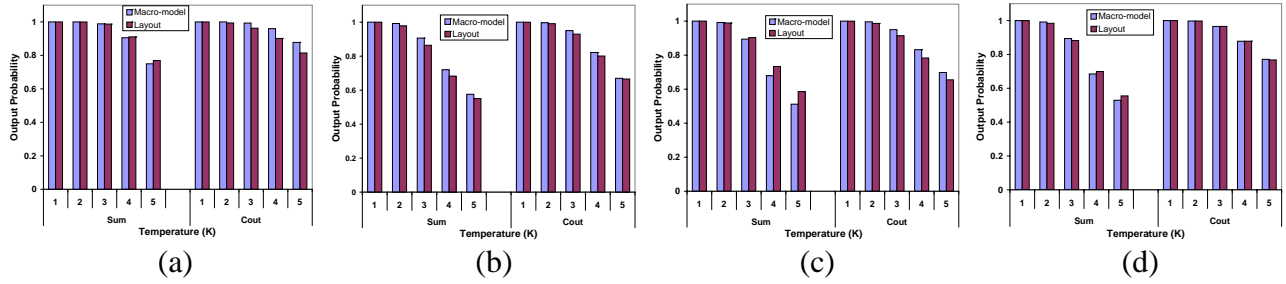 Output Probability
1
0.8
0.6
0.4
0.2
0
Macro-model
Layout
1 2 3 4 5 1 2 3 4 5
Sum Cout
Temperature (K)
(a)
Output Probability
1
0.8
0.6
0.4
0.2
0
Macro-model
Layout
1 2 3 4 5 1 2 3 4 5
Sum Cout
Temperature (K)
(b)
Output Probability
1
0.8
0.6
0.4
0.2
0
Macro-model
Layout
1 2 3 4 5 1 2 3 4 5
Sum Cout
Temperature (K)
(c)
Output Probability
1
0.8
0.6
0.4
0.2
0
Macro-model
Layout
1 2 3 4 5 1 2 3 4 5
Sum Cout
Temperature (K)
(d)